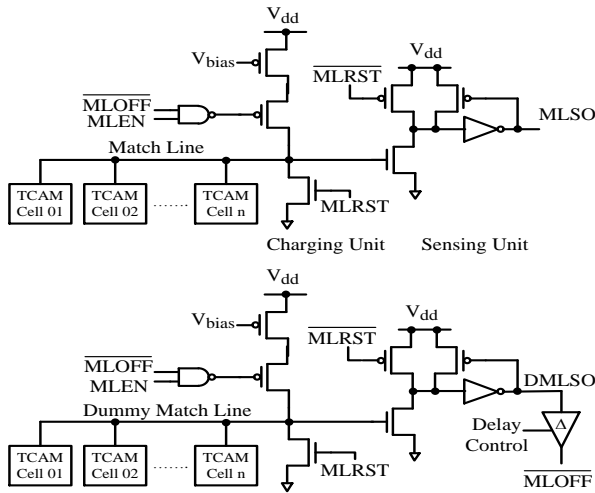 Vdd
Vbias
MLOFF
MLEN
MLRST
Vdd
MLSO
Match Line
TCAM Cell 01
TCAM Cell 02
.......
TCAM Cell n
MLRST
Charging Unit
Sensing Unit
Vdd
Vbias
MLOFF
MLEN
MLRST
Vdd
DMLSO
Dummy Match Line
Delay
Control
Δ
TCAM Cell 01
TCAM Cell 02
......
TCAM Cell n
MLRST
MLOFF